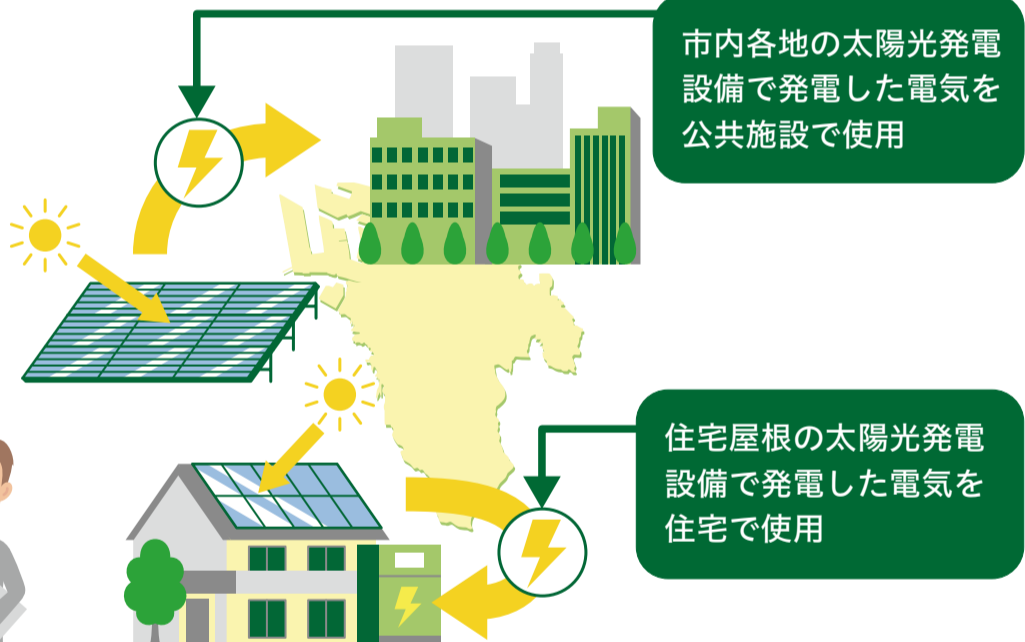 市内各地の太陽光発電
設備で発電した電気を
公共施設で使用
住宅屋根の太陽光発電
設備で発電した電気を
住宅で使用